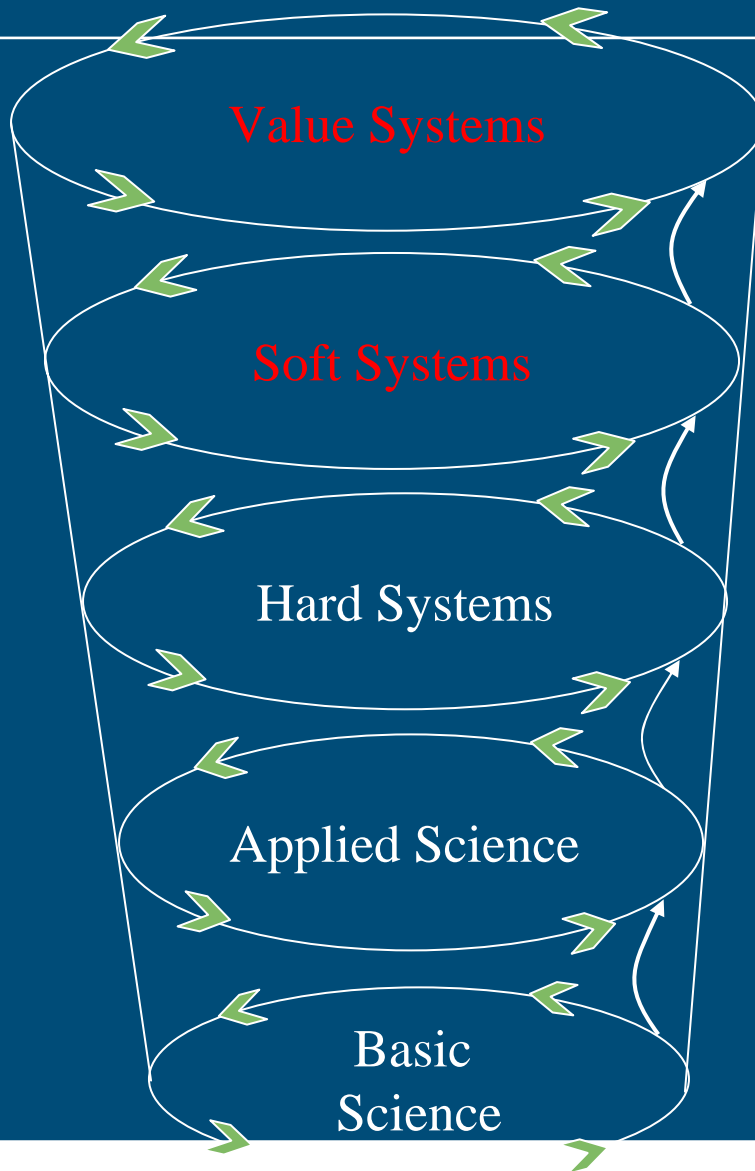 Value Systems
Soft Systems
Hard Systems
Applied Science
Basic
Science